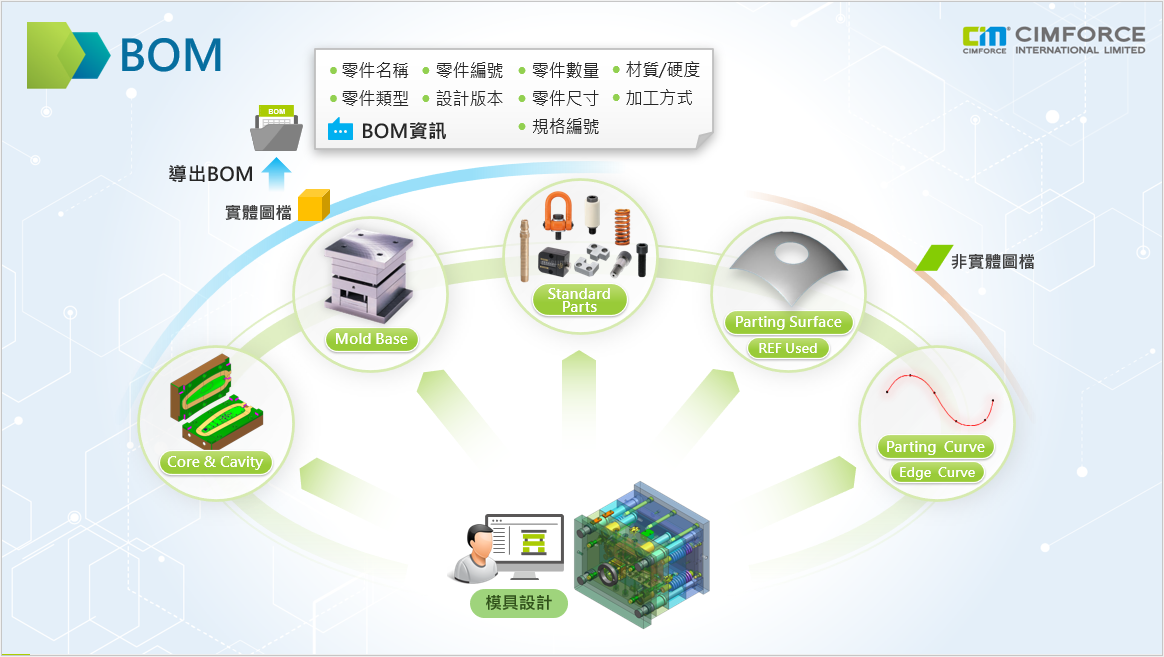 BOM
CIM CIMFORCE
CIMFORCE INTERNATIONAL LIMITED
零件名稱 零件編號 零件數量 材質/硬度
零件類型 設計版本 零件尺寸 加工方式
BOM資訊 規格編號
BOM
導出BOM
實體圖檔
非實體圖檔
Standard
Parts
Mold Base
Parting Surface
REF Used
Core & Cavity
Parting Curve
Edge Curve
模具設計